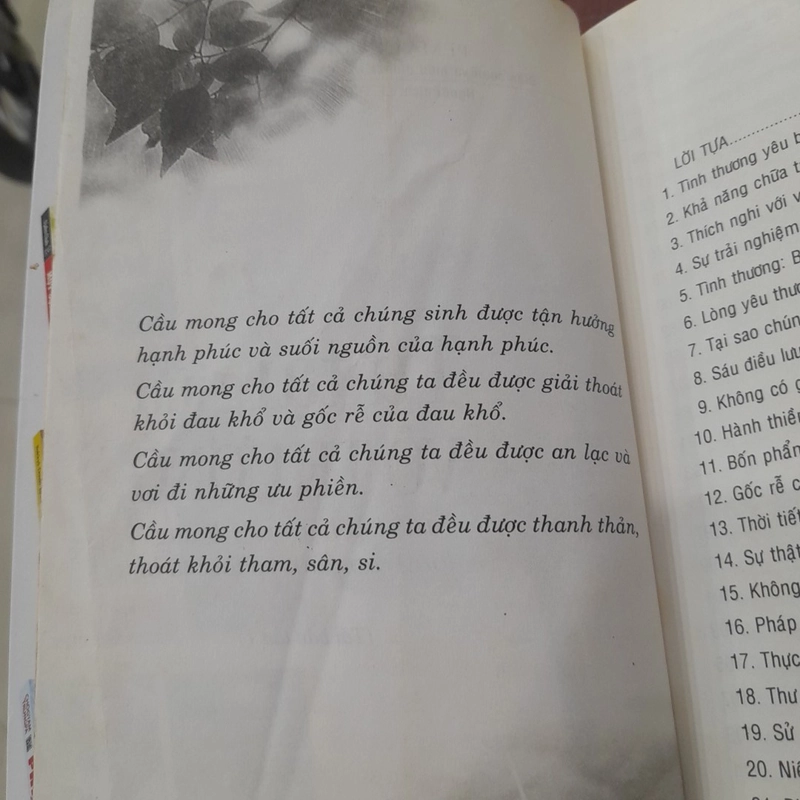 Cầu mong cho tất cả chúng sinh được tận hưởng
hạnh phúc và suối nguồn của hạnh phúc.
Cầu mong cho tất cả chúng ta đều được giải thoát
khỏi đau khổ và gốc rễ của đau khổ.
Cầu mong cho tất cả chúng ta đều được an lạc và
vơi đi những ưu phiền.
Cầu mong cho tất cả chúng ta đều được thanh thản,
thoát khỏi tham, sân, si.
LỜI TỰA
1. Tình thương yêu
2. Khả năng chữa
3. Thích nghi với
4. Sự trải nghiệm
5. Tình thương:
6. Lòng yêu
7. Tại sao
8. Sáu điều
9. Không có
10. Hành thiền
11. Bốn phẩm
12. Gốc rễ
13. Thời tiết
14. Sự thật
15. Không
16. Pháp
17. Thực
18. Thư
19. Sử
20.